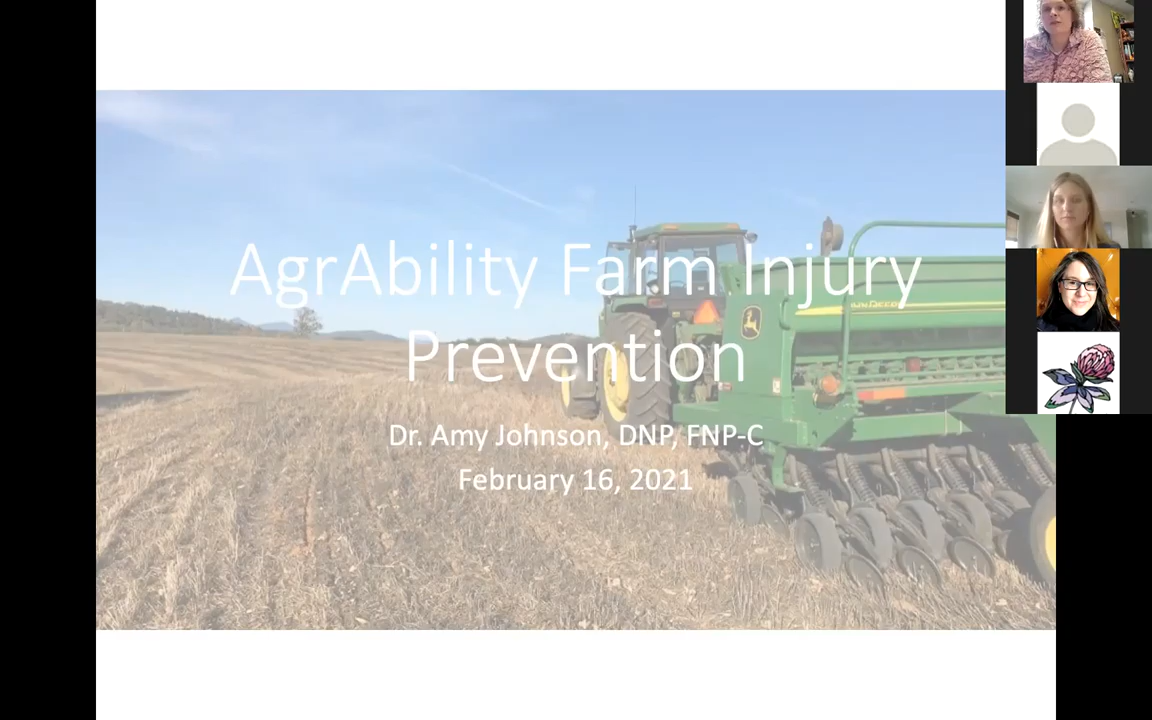 AgrAbility Farm Injury
Prevention
Dr. Amy Johnson, DNP, FNP-C
February 16, 2021